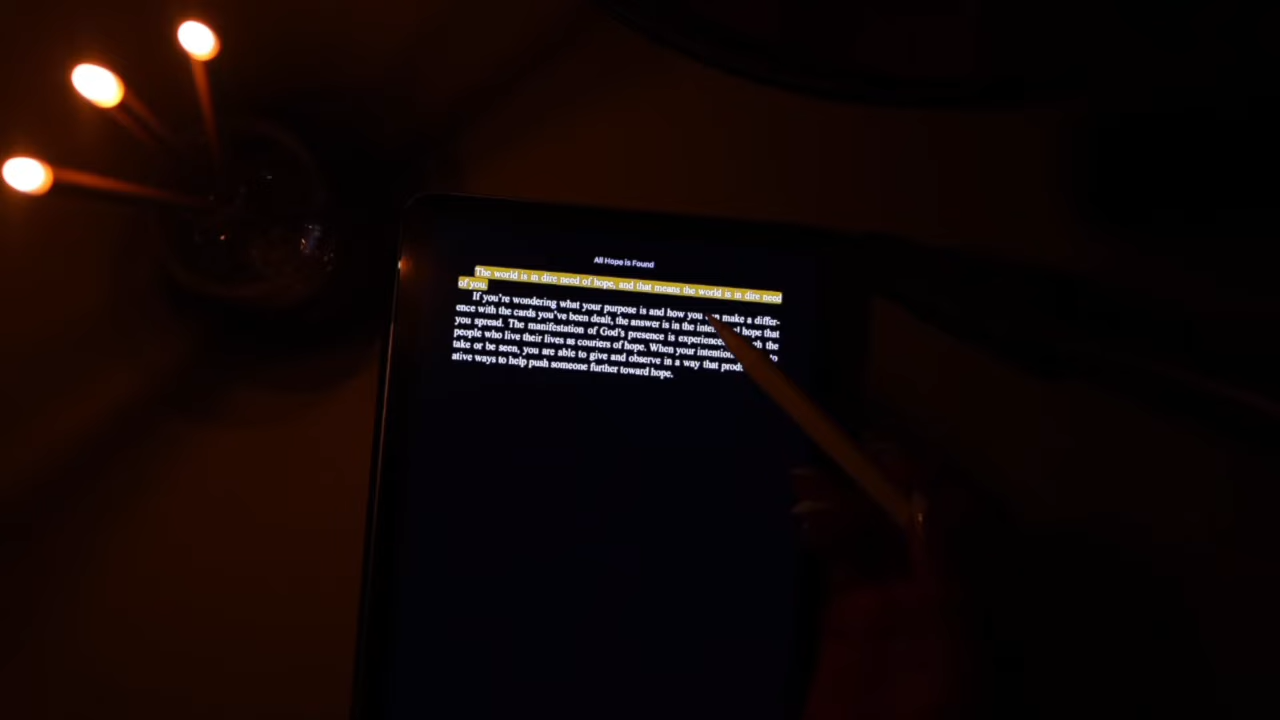 All Hope is Found
The world is in dire need of hope, and that means the world is in dire need
of you.
If you're wondering what your purpose is and how you make a differ-
ence with the cards you've been dealt, the answer is in the hope that
you spread. The manifestation of God's presence is the
people who live their lives as couriers of hope. When your
take or be seen, you are able to give and observe in a way that
ative ways to help push someone further toward hope.